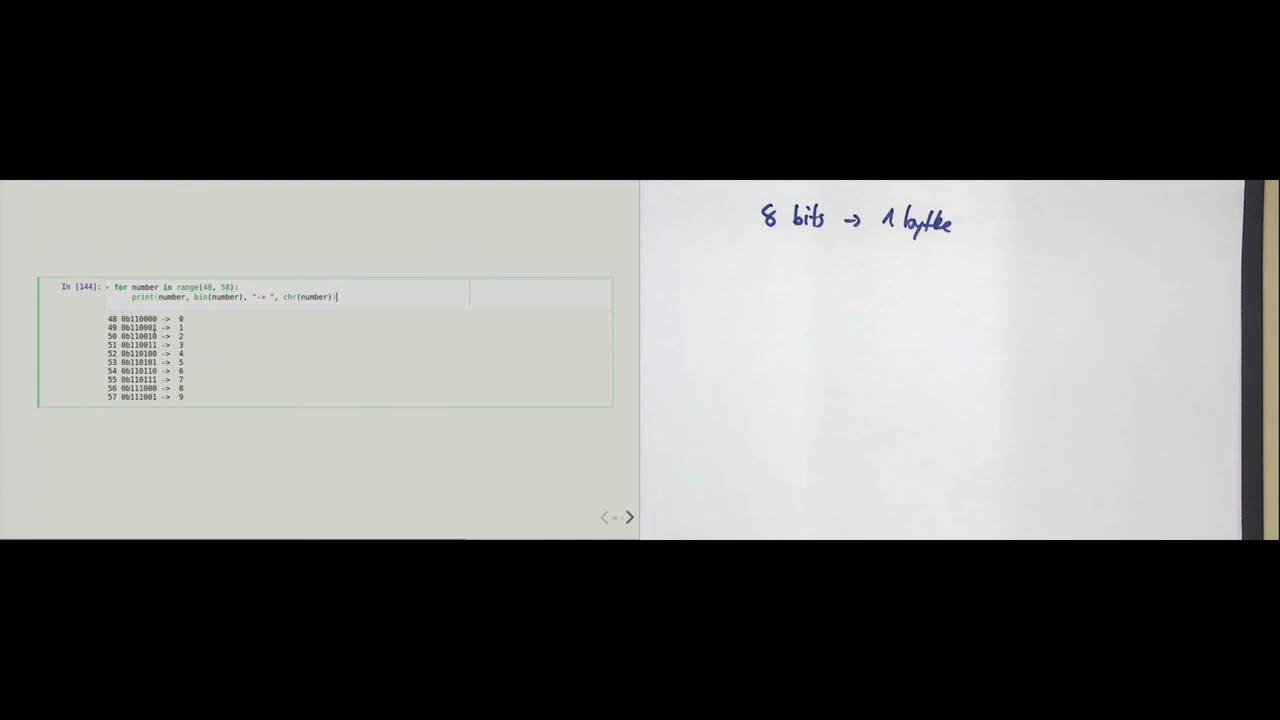 In [144]: for number in range(48, 58):
print(number, bin(number), "-> ", chr(number))
48 0b110000 ->  0
49 0b110001 ->  1
50 0b110010 ->  2
51 0b110011 ->  3
52 0b110100 ->  4
53 0b110101 ->  5
54 0b110110 ->  6
55 0b110111 ->  7
56 0b111000 ->  8
57 0b111001 ->  9
8 bits → 1 bytke